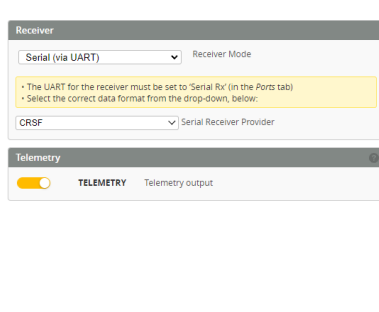 Receiver
Serial (via UART) Receiver Mode
• The UART for the receiver must be set to 'Serial Rx' (in the Ports tab)
• Select the correct data format from the drop-down, below:
CRSF Serial Receiver Provider
Telemetry ?
TELEMETRY Telemetry output